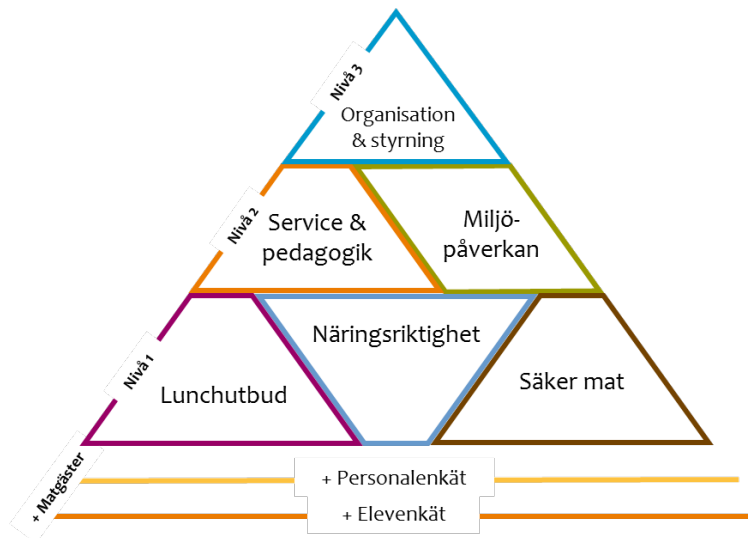 Nivå 3
Organisation
& styrning
Nivå 2
Service &
pedagogik
Miljö-
påverkan
Nivå 1
Lunchutbud
Näringsriktighet
Säker mat
+ Matgäster
+ Personalenkät
+ Elevenkät